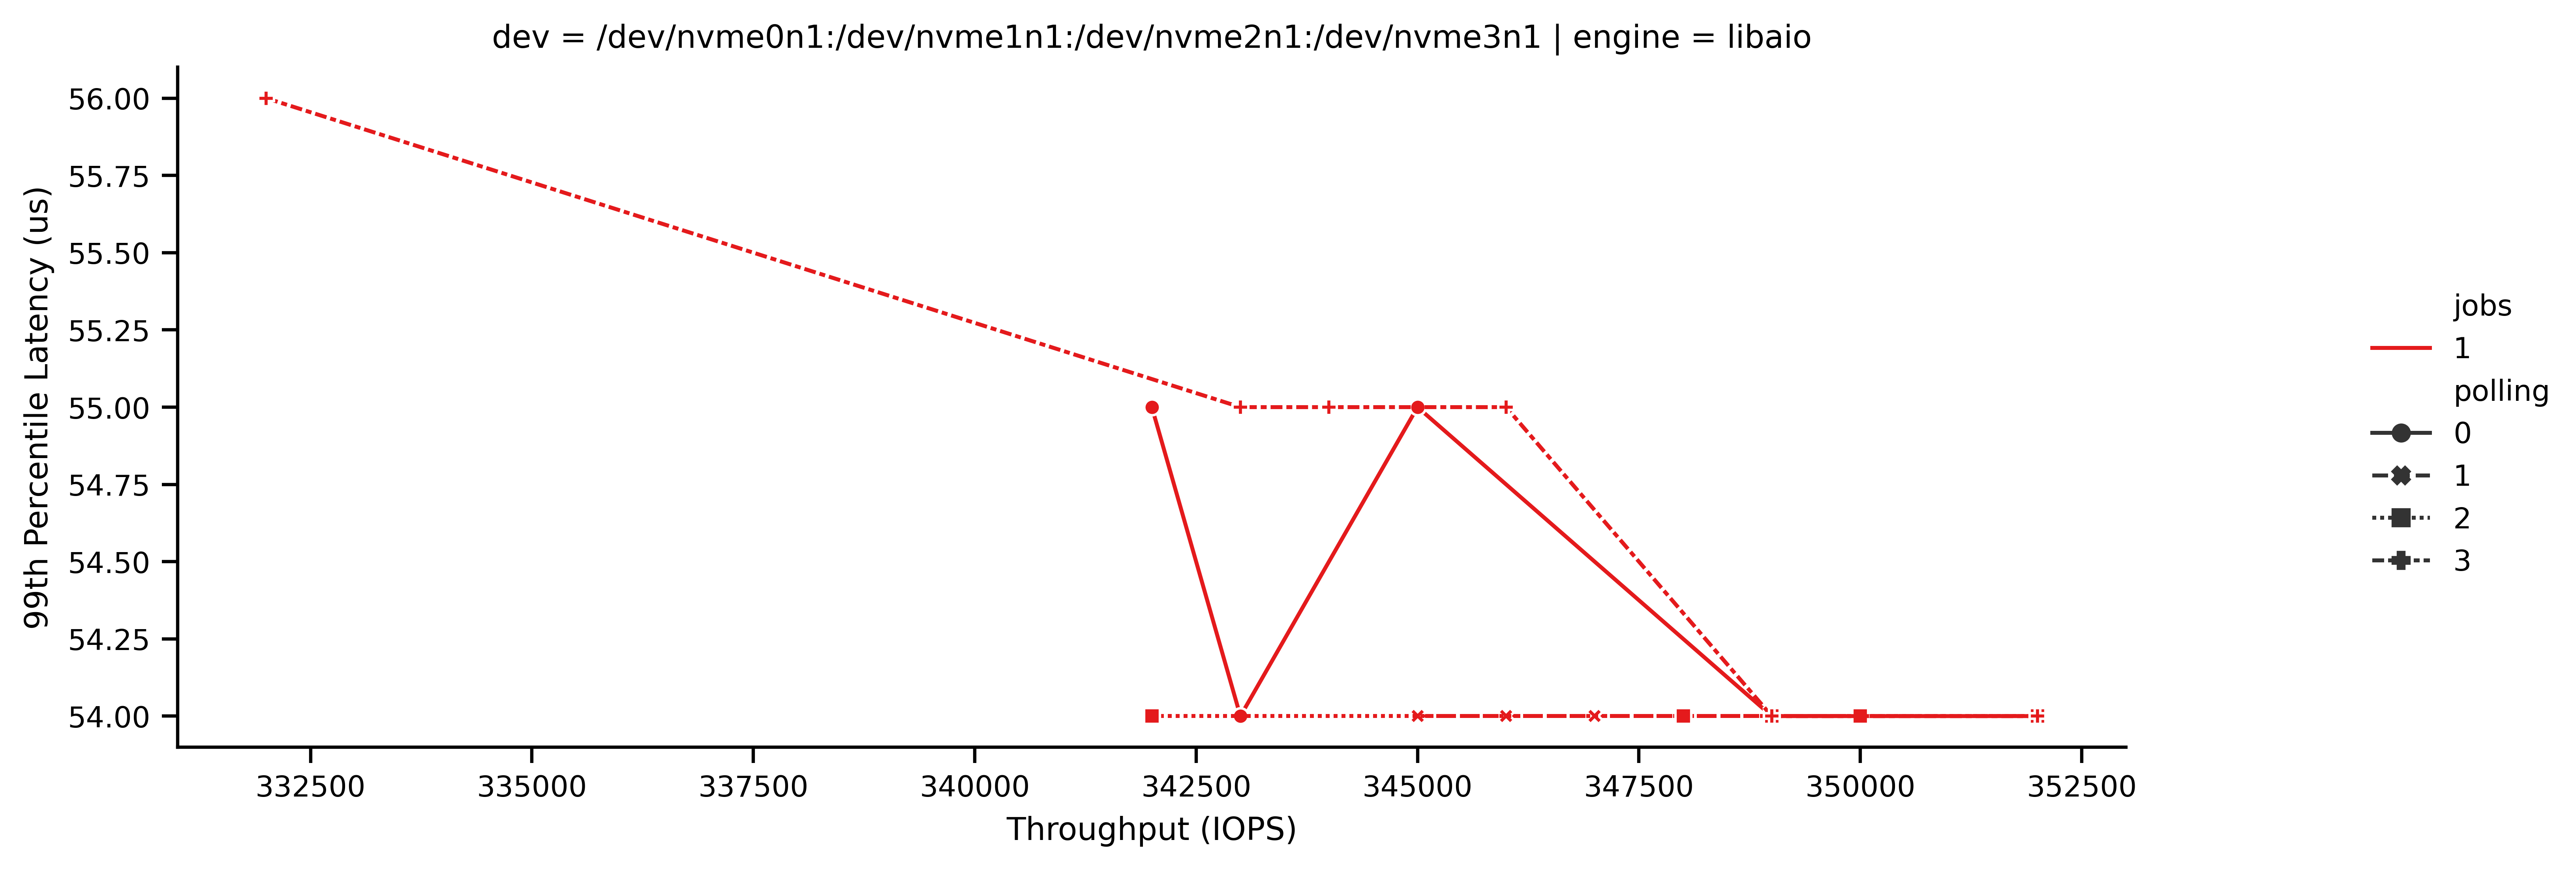 dev = /dev/nvme0n1:/dev/nvme1n1:/dev/nvme2n1:/dev/nvme3n1 | engine = libaio
99th Percentile Latency (us)
56.00
55.75
55.50
55.25
55.00
54.75
54.50
54.25
54.00
332500 335000 337500 340000 342500 345000 347500 350000 352500
Throughput (IOPS)
jobs
1
polling
0
1
2
3